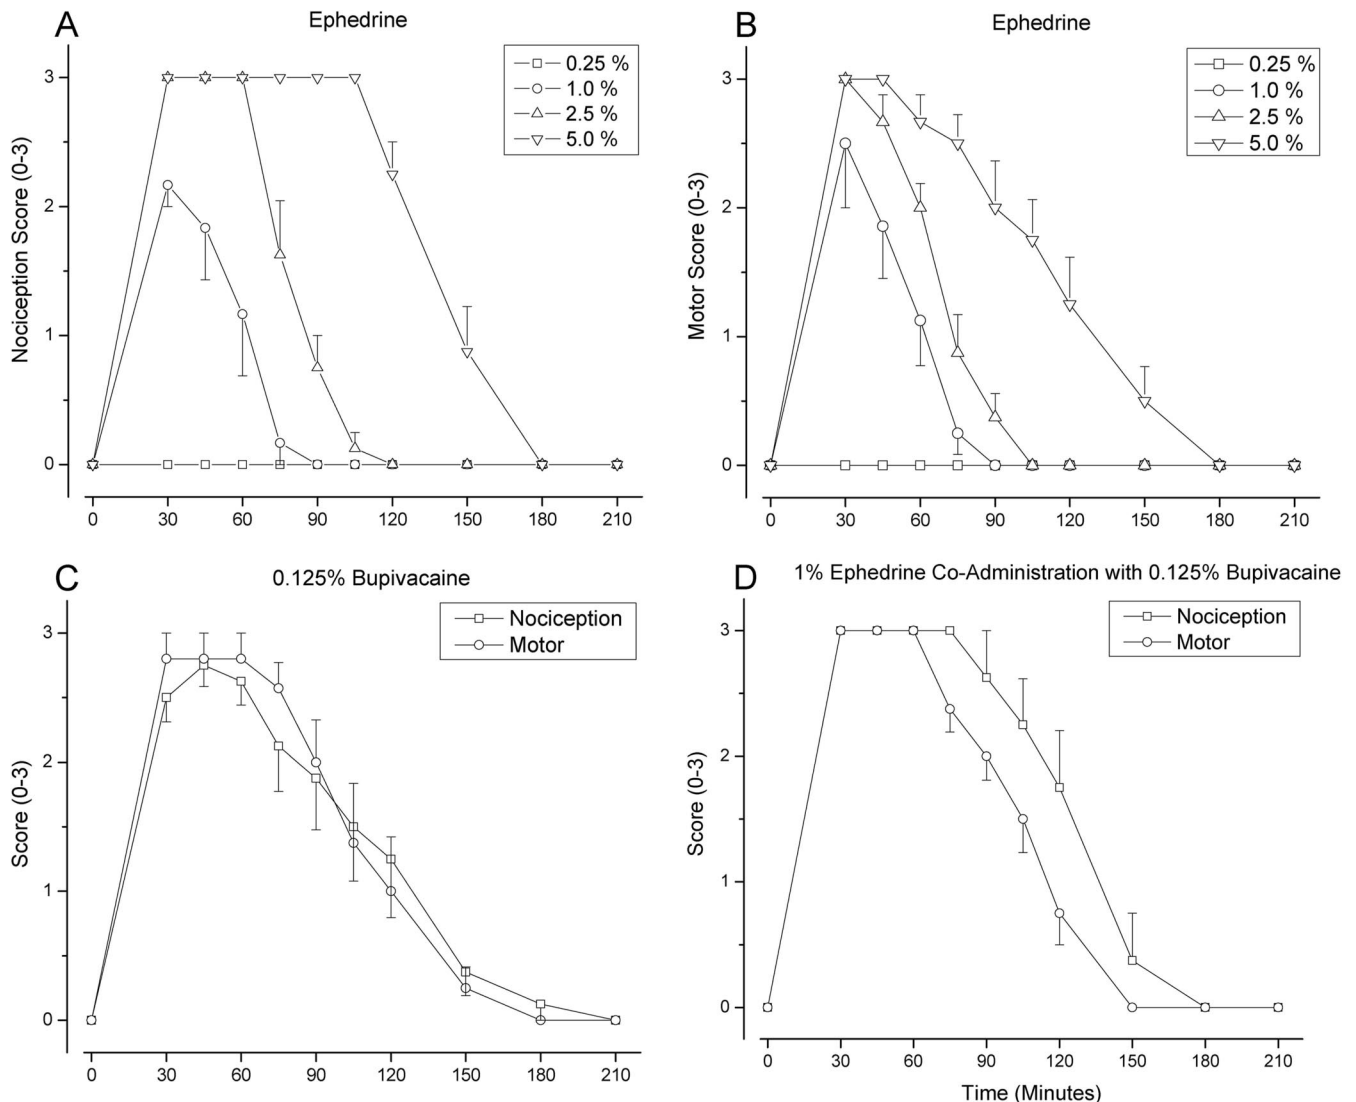 A
Ephedrine
0.25 %
1.0 %
2.5 %
5.0 %
Nociception Score (0-3)
3
2
1
0
0 30 60 90 120 150 180 210
B
Ephedrine
0.25 %
1.0 %
2.5 %
5.0 %
Motor Score (0-3)
3
2
1
0
0 30 60 90 120 150 180 210
C
0.125% Bupivacaine
Nociception
Motor
Score (0-3)
3
2
1
0
0 30 60 90 120 150 180 210
D
1% Ephedrine Co-Administration with 0.125% Bupivacaine
Nociception
Motor
Score (0-3)
3
2
1
0
0 30 60 90 120 150 180 210
Time (Minutes)